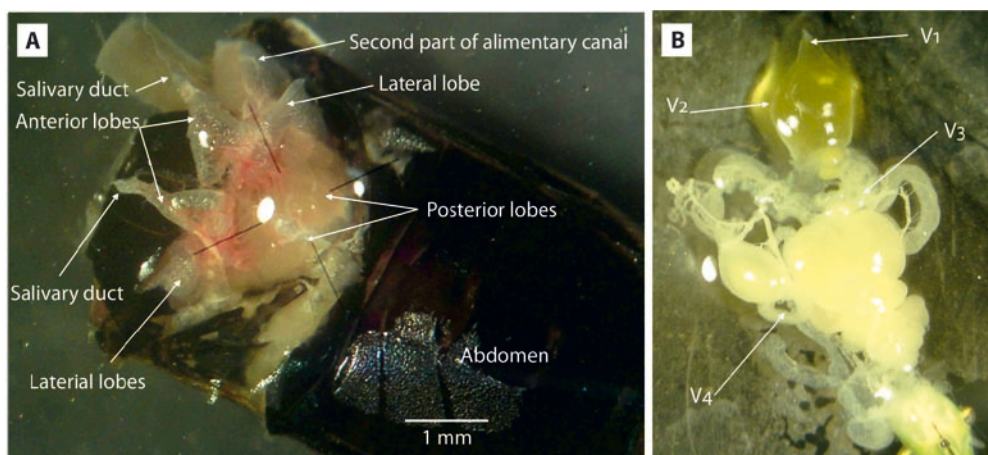 A
Second part of alimentary canal
Salivary duct
Lateral lobe
Anterior lobes
Posterior lobes
Salivary duct
Laterial lobes
Abdomen
1 mm
B
V1
V2
V3
V4